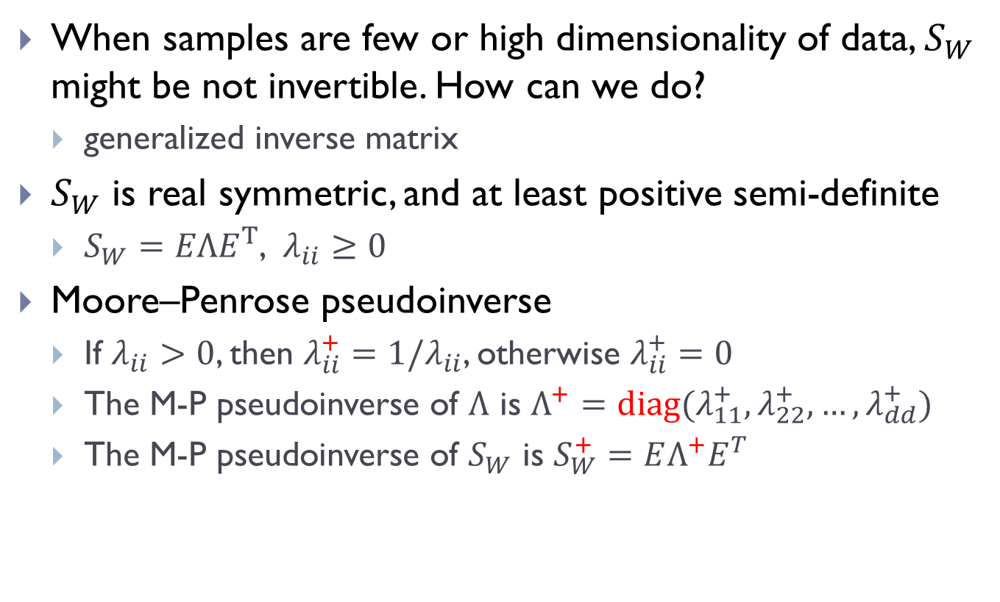 When samples are few or high dimensionality of data, $S_W$
might be not invertible. How can we do?
generalized inverse matrix
$S_W$ is real symmetric, and at least positive semi-definite
$S_W = E\Lambda E^{\mathrm{T}},\ \lambda_{ii} \geq 0$
Moore–Penrose pseudoinverse
If $\lambda_{ii} > 0$, then $\lambda_{ii}^{+} = 1/\lambda_{ii}$, otherwise $\lambda_{ii}^{+} = 0$
The M-P pseudoinverse of $\Lambda$ is $\Lambda^{+} = \mathrm{diag}(\lambda_{11}^{+}, \lambda_{22}^{+}, \ldots, \lambda_{dd}^{+})$
The M-P pseudoinverse of $S_W$ is $S_W^{+} = E\Lambda^{+}E^{T}$